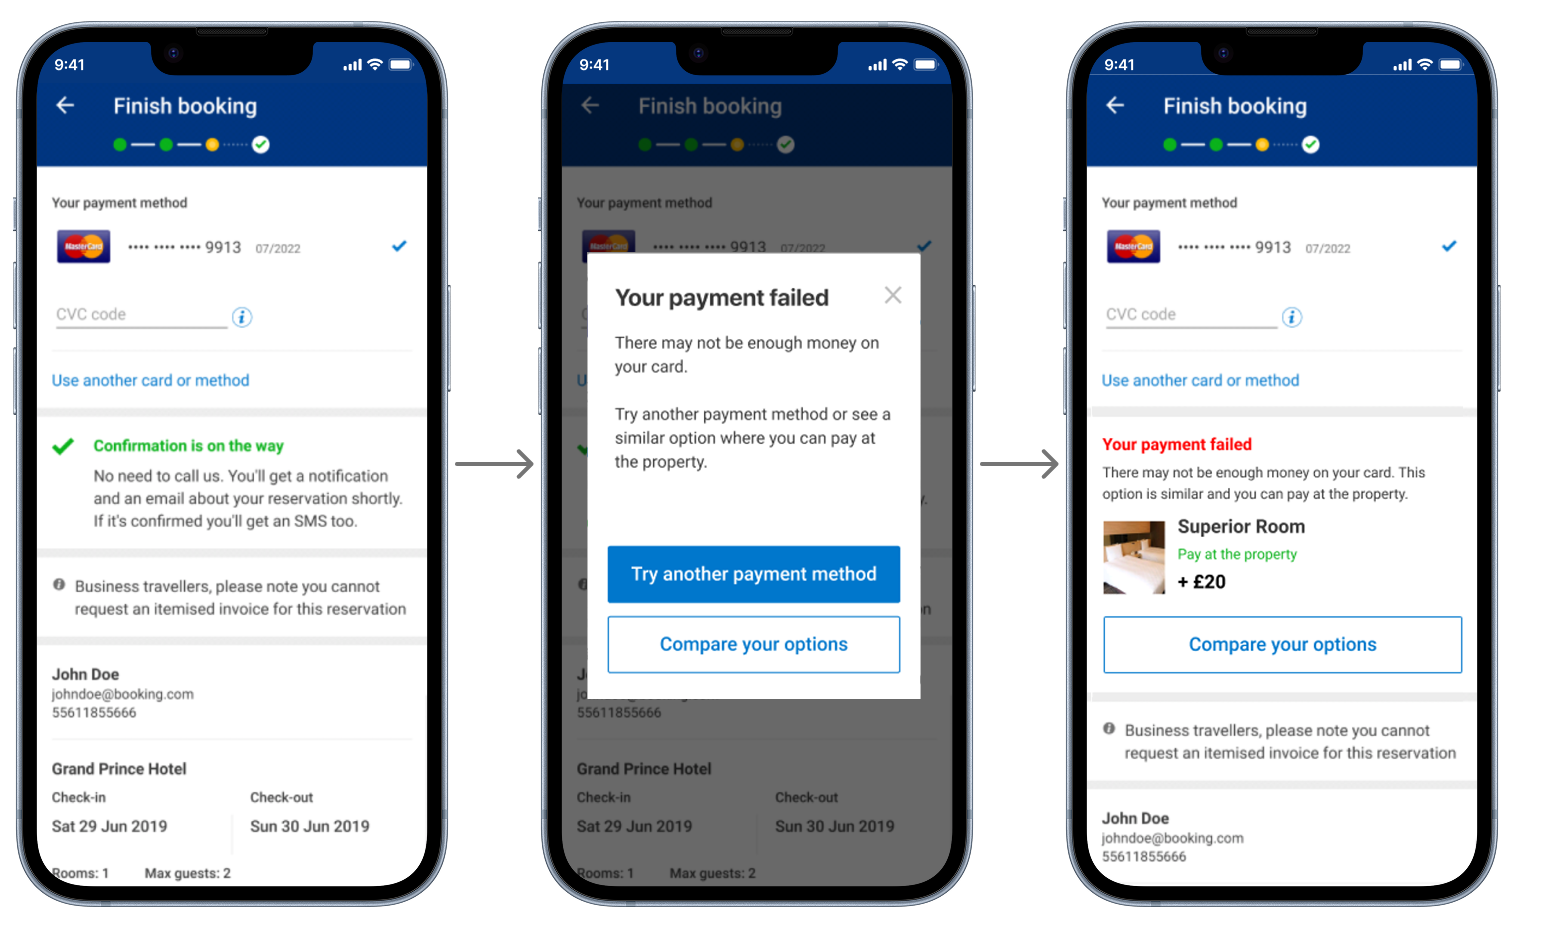 9:41
Finish booking
Your payment method
MasterCard
•••• •••• •••• 9913 07/2022
CVC code
Use another card or method
Confirmation is on the way
No need to call us. You'll get a notification
and an email about your reservation shortly.
If it's confirmed you'll get an SMS too.
Business travellers, please note you cannot
request an itemised invoice for this reservation
John Doe
johndoe@booking.com
55611855666
Grand Prince Hotel
Check-in Check-out
Sat 29 Jun 2019 Sun 30 Jun 2019
Rooms: 1 Max guests: 2
9:41
Finish booking
Your payment method
MasterCard
•••• •••• •••• 9913 07/2022
Your payment failed
There may not be enough money on
your card.
Try another payment method or see a
similar option where you can pay at
the property.
Try another payment method
Compare your options
55611855666
Grand Prince Hotel
Check-in Check-out
Sat 29 Jun 2019 Sun 30 Jun 2019
Rooms: 1 Max guests: 2
9:41
Finish booking
Your payment method
MasterCard
•••• •••• •••• 9913 07/2022
CVC code
Use another card or method
Your payment failed
There may not be enough money on your card. This
option is similar and you can pay at the property.
Superior Room
Pay at the property
+ £20
Compare your options
Business travellers, please note you cannot
request an itemised invoice for this reservation
John Doe
johndoe@booking.com
55611855666